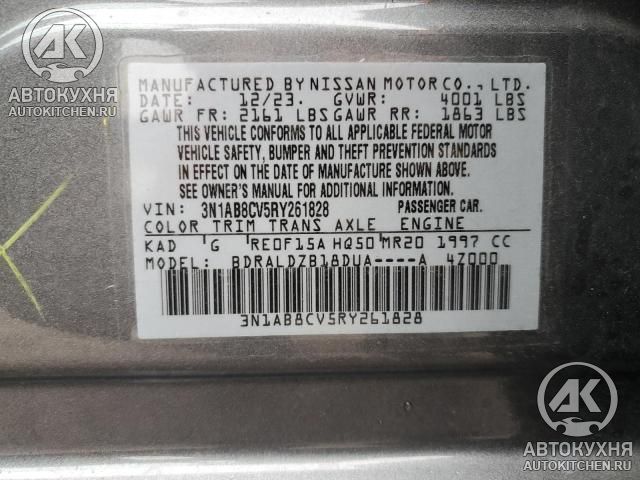 АК
АВТОКУХНЯ
AUTOKITCHEN.RU
MANUFACTURED BY NISSAN MOTOR CO., LTD.
DATE: 12/23. GVWR: 4001 LBS
GAWR FR: 2161 LBS GAWR RR: 1863 LBS
THIS VEHICLE CONFORMS TO ALL APPLICABLE FEDERAL MOTOR
VEHICLE SAFETY, BUMPER AND THEFT PREVENTION STANDARDS
IN EFFECT ON THE DATE OF MANUFACTURE SHOWN ABOVE.
SEE OWNER'S MANUAL FOR ADDITIONAL INFORMATION.
VIN: 3N1AB8CV5RY261828 PASSENGER CAR.
COLOR TRIM TRANS AXLE ENGINE
KAD G RE0F15A HQ50 MR20 1997 CC
MODEL: BDRALDZB18DUA----A 4Z000
3N1AB8CV5RY261828
АК
АВТОКУХНЯ
AUTOKITCHEN.RU